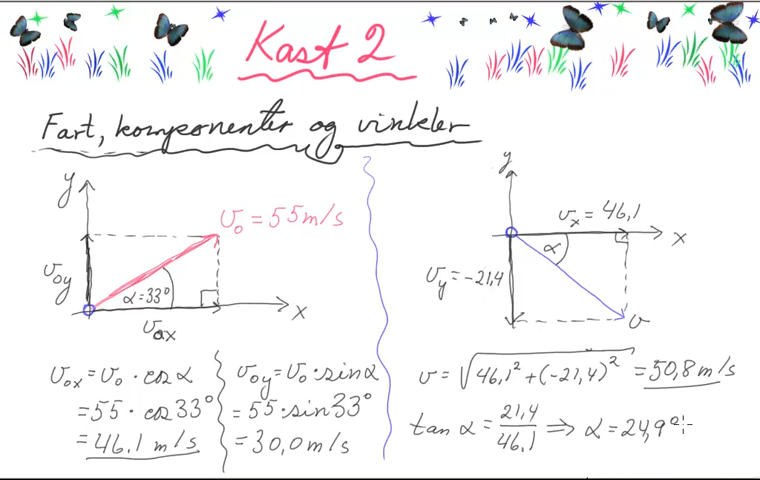 Kast 2
Fart, komponenter og vinkler
y
v₀ = 55 m/s
v₀y
α = 33°
x
v₀x
v₀x = v₀ · cos α
= 55 · cos 33°
= 46,1 m/s
v₀y = v₀ · sin α
= 55 · sin 33°
= 30,0 m/s
y
vx = 46,1
x
α
vy = -21,4
v
v = √46,1² + (-21,4)² = 50,8 m/s
tan α = 21,4/46,1 ⇒ α = 24,9°